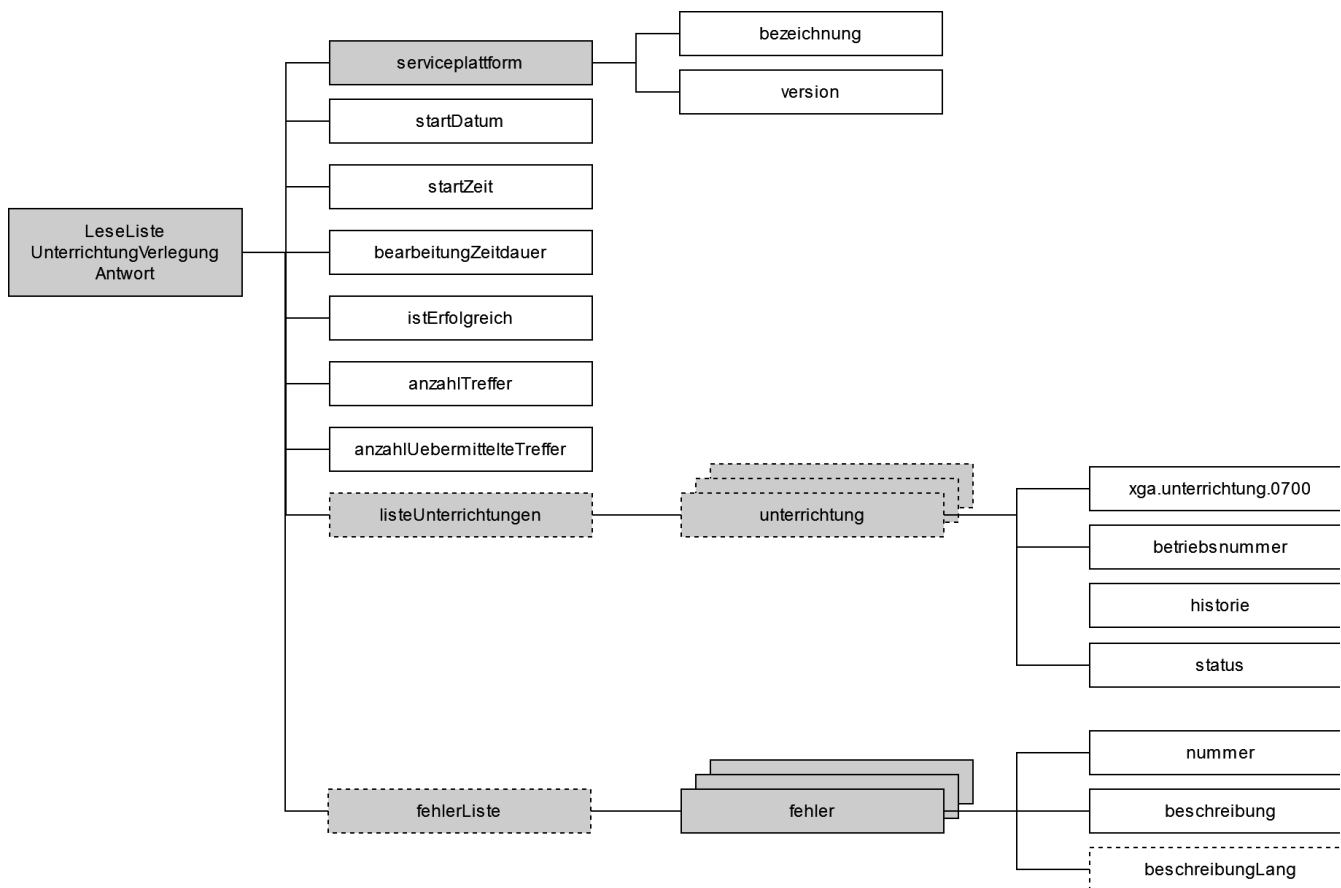 bezeichnung
serviceplattform
version
startDatum
startZeit
LeseListe
UnterrichtungVerlegung
Antwort
bearbeitungZeitdauer
istErfolgreich
anzahlTreffer
anzahlUebermittelteTreffer
listeUnterrichtungen
unterrichtung
xga.unterrichtung.0700
betriebsnummer
historie
status
nummer
fehlerListe
fehler
beschreibung
beschreibungLang